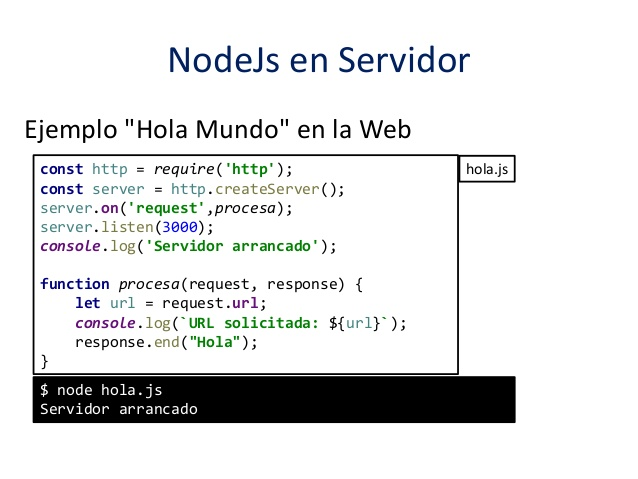 NodeJs en Servidor
Ejemplo "Hola Mundo" en la Web
const http = require('http');
hola.js
const server = http.createServer();
server.on('request',procesa);
server.listen(3000);
console.log('Servidor arrancado');
function procesa(request, response) {
    let url = request.url;
    console.log(`URL solicitada: ${url}`);
    response.end("Hola");
}
$ node hola.js
Servidor arrancado